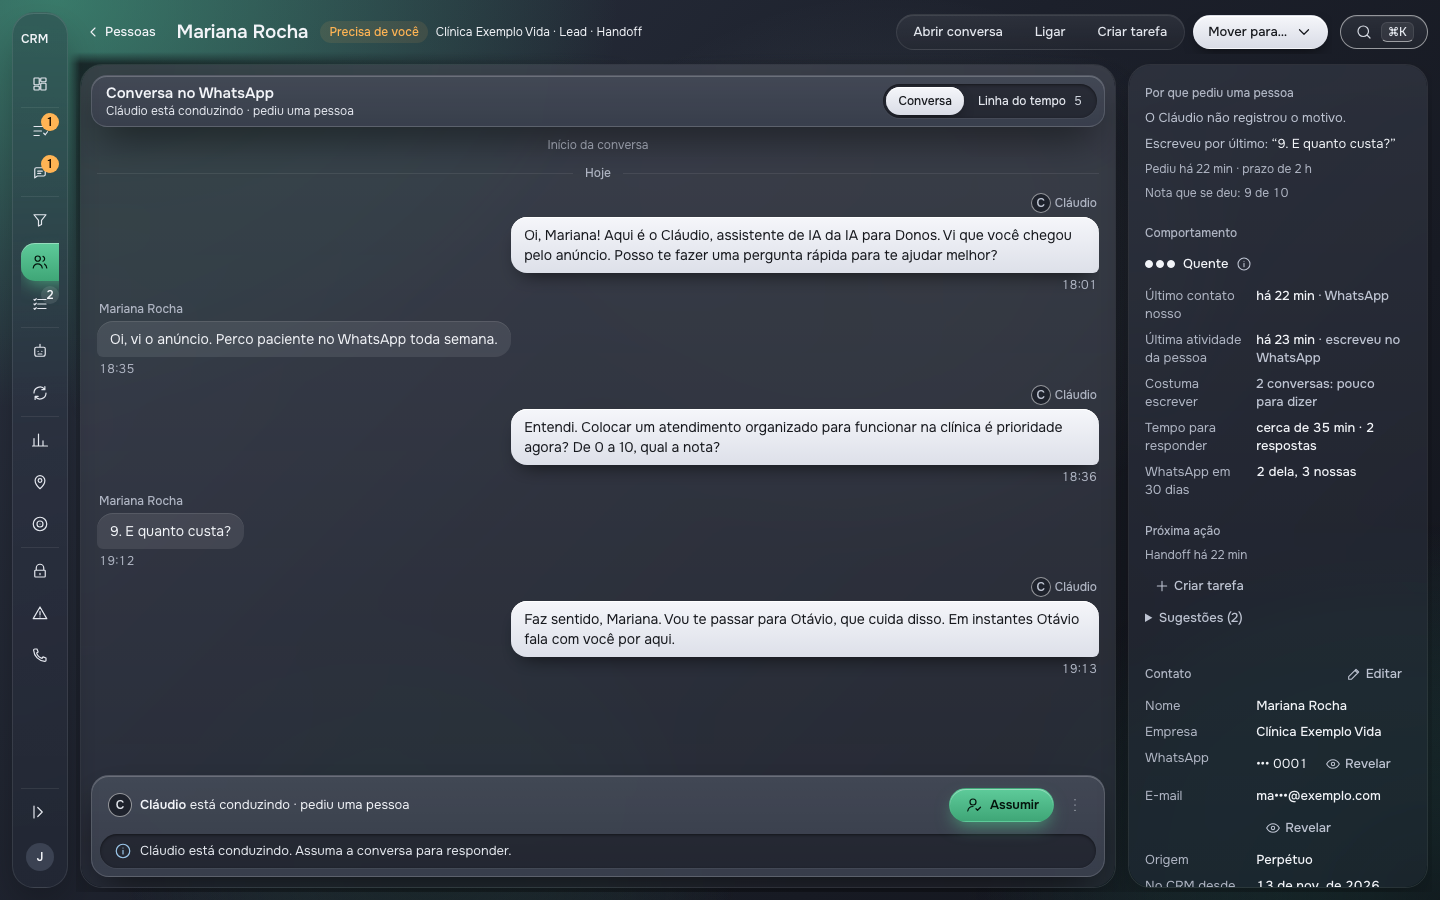 CRM
Pessoas
Mariana Rocha
Precisa de você
Clínica Exemplo Vida · Lead · Handoff
Abrir conversa
Ligar
Criar tarefa
Mover para...
⌘K
1
1
2
J
Conversa no WhatsApp
Cláudio está conduzindo · pediu uma pessoa
Conversa
Linha do tempo 5
Início da conversa
Hoje
C Cláudio
Oi, Mariana! Aqui é o Cláudio, assistente de IA da IA para Donos. Vi que você chegou
pelo anúncio. Posso te fazer uma pergunta rápida para te ajudar melhor?
18:01
Mariana Rocha
Oi, vi o anúncio. Perco paciente no WhatsApp toda semana.
18:35
C Cláudio
Entendi. Colocar um atendimento organizado para funcionar na clínica é prioridade
agora? De 0 a 10, qual a nota?
18:36
Mariana Rocha
9. E quanto custa?
19:12
C Cláudio
Faz sentido, Mariana. Vou te passar para Otávio, que cuida disso. Em instantes Otávio
fala com você por aqui.
19:13
C Cláudio está conduzindo · pediu uma pessoa
Assumir
Cláudio está conduzindo. Assuma a conversa para responder.
Por que pediu uma pessoa
O Cláudio não registrou o motivo.
Escreveu por último: “9. E quanto custa?”
Pediu há 22 min · prazo de 2 h
Nota que se deu: 9 de 10
Comportamento
Quente
Último contato
nosso
há 22 min · WhatsApp
Última atividade
da pessoa
há 23 min · escreveu no
WhatsApp
Costuma
escrever
2 conversas: pouco
para dizer
Tempo para
responder
cerca de 35 min · 2
respostas
WhatsApp em
30 dias
2 dela, 3 nossas
Próxima ação
Handoff há 22 min
Criar tarefa
Sugestões (2)
Contato
Editar
Nome
Mariana Rocha
Empresa
Clínica Exemplo Vida
WhatsApp
••• 0001
Revelar
E-mail
ma•••@exemplo.com
Revelar
Origem
Perpétuo
No CRM desde
13 de nov. de 2026